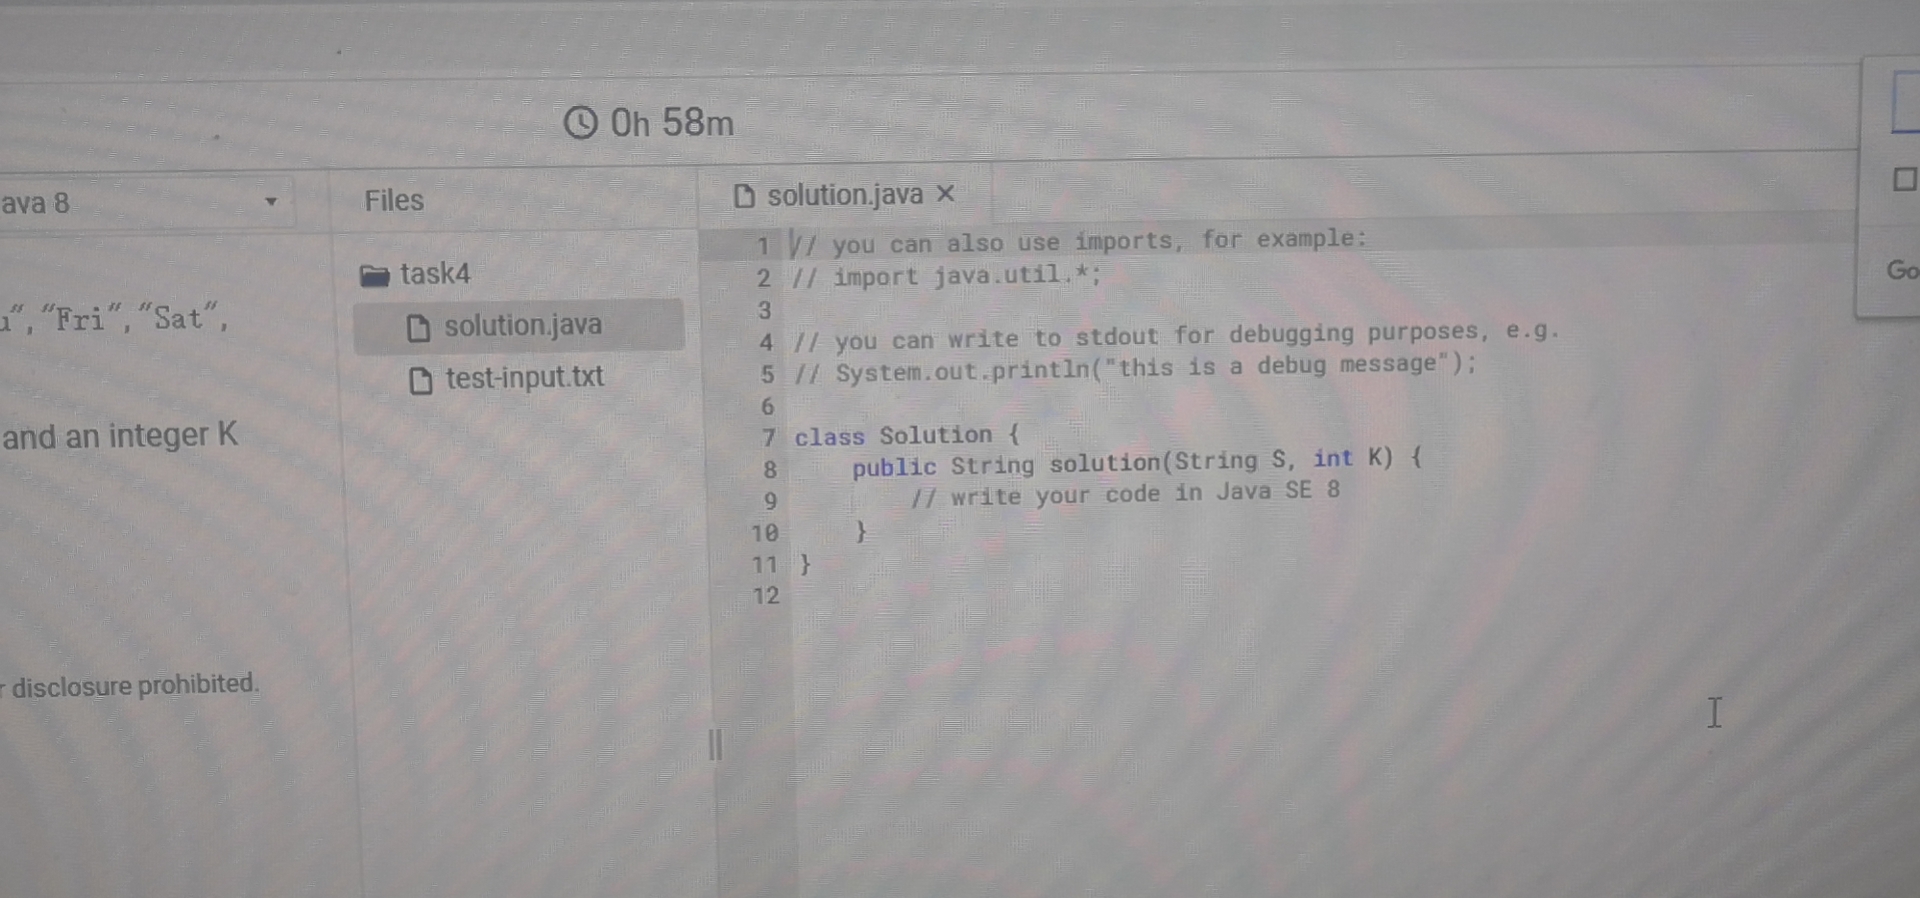 0h 58m
ava 8
Files
solution.java
task4
solution.java
test-input.txt
", "Fri", "Sat",
and an integer K
disclosure prohibited.
1 // you can also use imports, for example:
2 // import java.util.*;
3
4 // you can write to stdout for debugging purposes, e.g.
5 // System.out.println("this is a debug message");
6
7 class Solution {
8 public String solution(String S, int K) {
9 // write your code in Java SE 8
10 }
11 }
12
Go